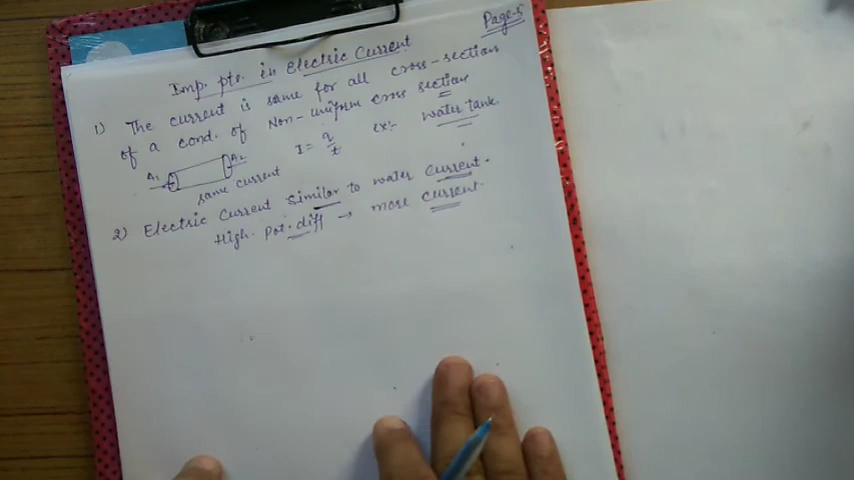 Page-5
Imp. pts. in Electric Current
1) The current is same for all cross-section
of a cond. of Non-uniform cross section
I = q/t ex:- water tank.
A1 A2
same current
2) Electric Current similar to water current.
High. pot. diff → more current.